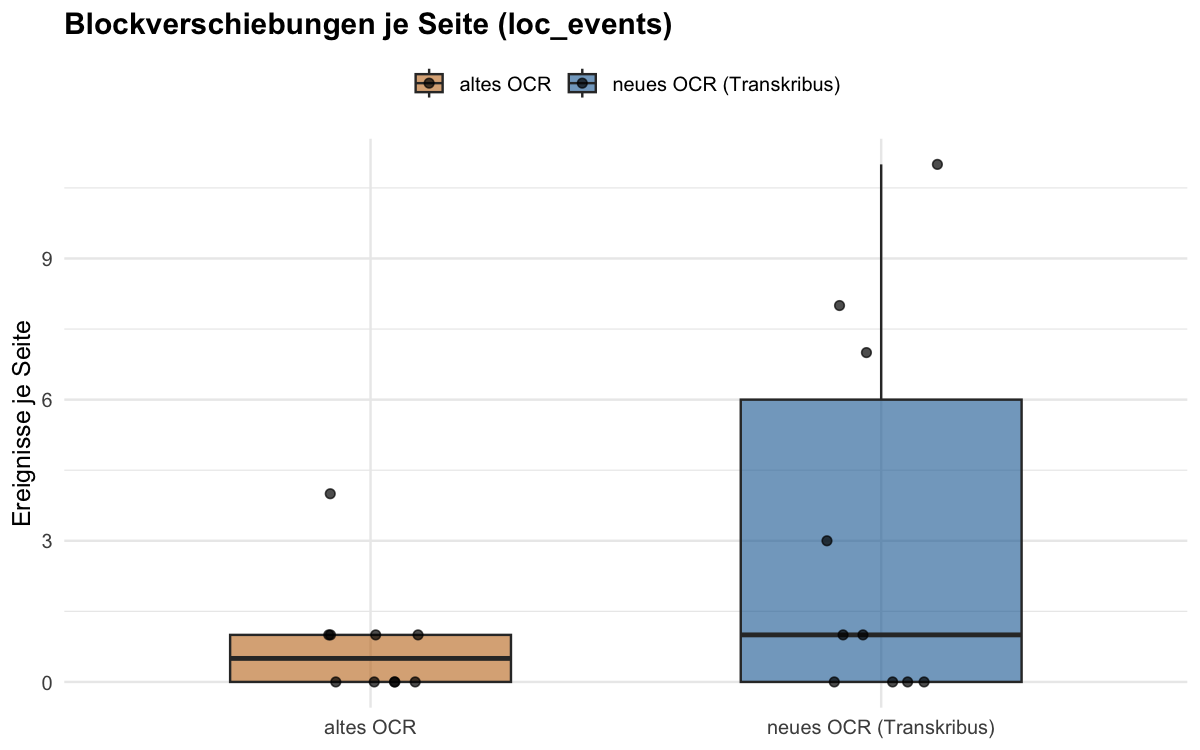 Blockverschiebungen je Seite (loc_events)
altes OCR neues OCR (Transkribus)
Ereignisse je Seite
9
6
3
0
altes OCR neues OCR (Transkribus)